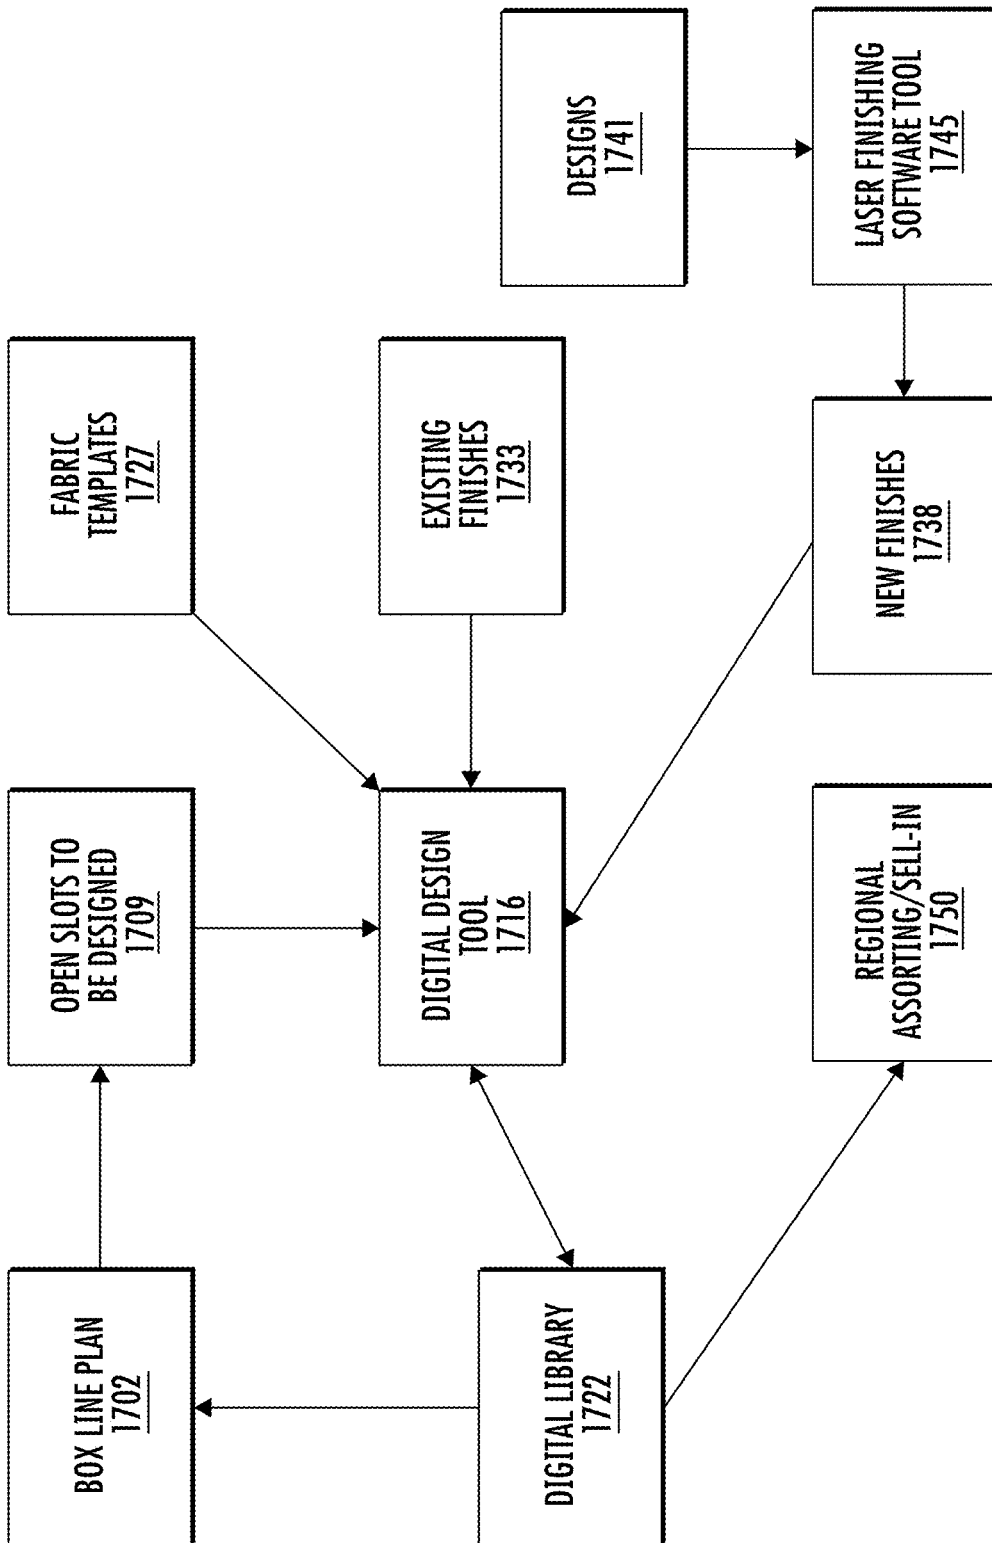 BOX LINE PLAN
1702
OPEN SLOTS TO
BE DESIGNED
1709
FABRIC
TEMPLATES
1727
DIGITAL LIBRARY
1722
DIGITAL DESIGN
TOOL
1716
EXISTING
FINISHES
1733
DESIGNS
1741
REGIONAL
ASSORTING/SELL-IN
1750
NEW FINISHES
1738
LASER FINISHING
SOFTWARE TOOL
1745